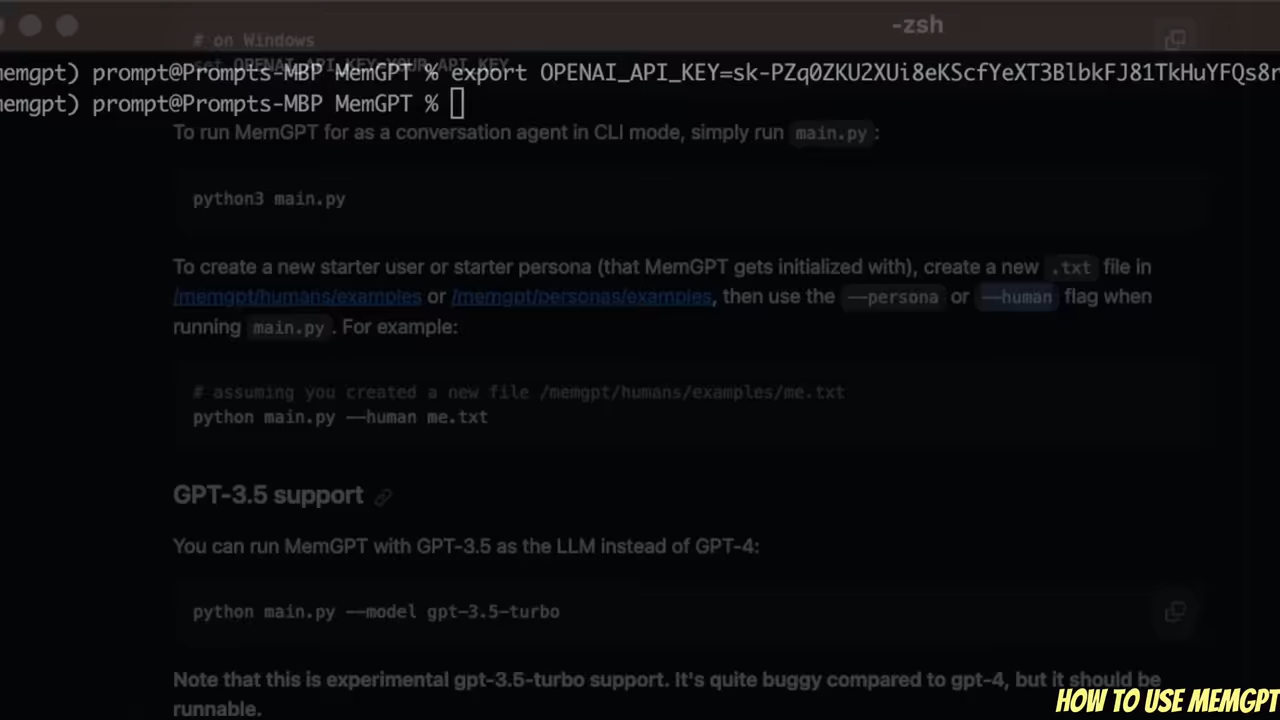 -zsh
# on Windows
set OPENAI_API_KEY=YOUR_API_KEY
emgpt) prompt@Prompts-MBP MemGPT % export OPENAI_API_KEY=sk-PZq0ZKU2XUi8eKScfYeXT3BlbkFJ81TkHuYFQs8r
emgpt) prompt@Prompts-MBP MemGPT %
To run MemGPT for as a conversation agent in CLI mode, simply run main.py:
python3 main.py
To create a new starter user or starter persona (that MemGPT gets initialized with), create a new .txt file in
/memgpt/humans/examples or /memgpt/personas/examples, then use the --persona or --human flag when
running main.py. For example:
# assuming you created a new file /memgpt/humans/examples/me.txt
python main.py --human me.txt
GPT-3.5 support
You can run MemGPT with GPT-3.5 as the LLM instead of GPT-4:
python main.py --model gpt-3.5-turbo
Note that this is experimental gpt-3.5-turbo support. It's quite buggy compared to gpt-4, but it should be
runnable.
HOW TO USE MEMGPT